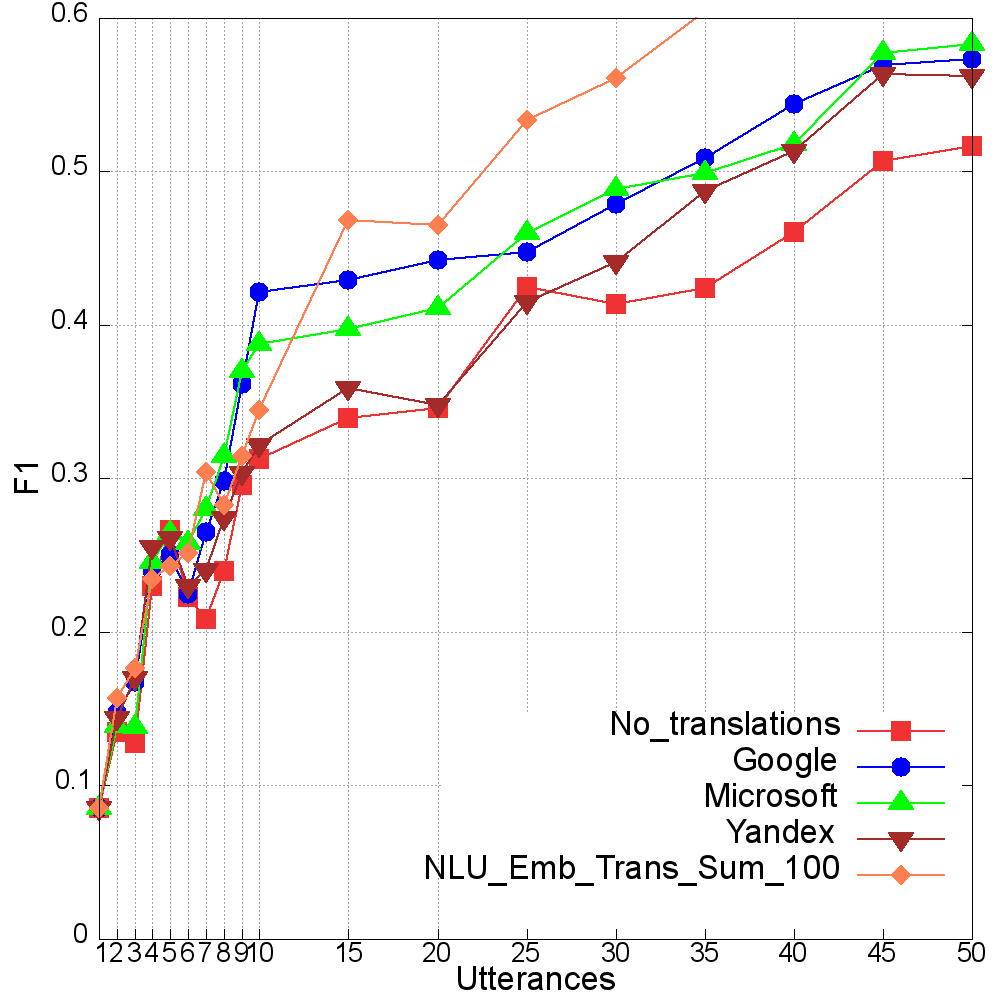 0.6
0.5
0.4
0.3
0.2
0.1
0
F1
No_translations
Google
Microsoft
Yandex
NLU_Emb_Trans_Sum_100
1 2 3 4 5 6 7 8 9 10 15 20 25 30 35 40 45 50
Utterances